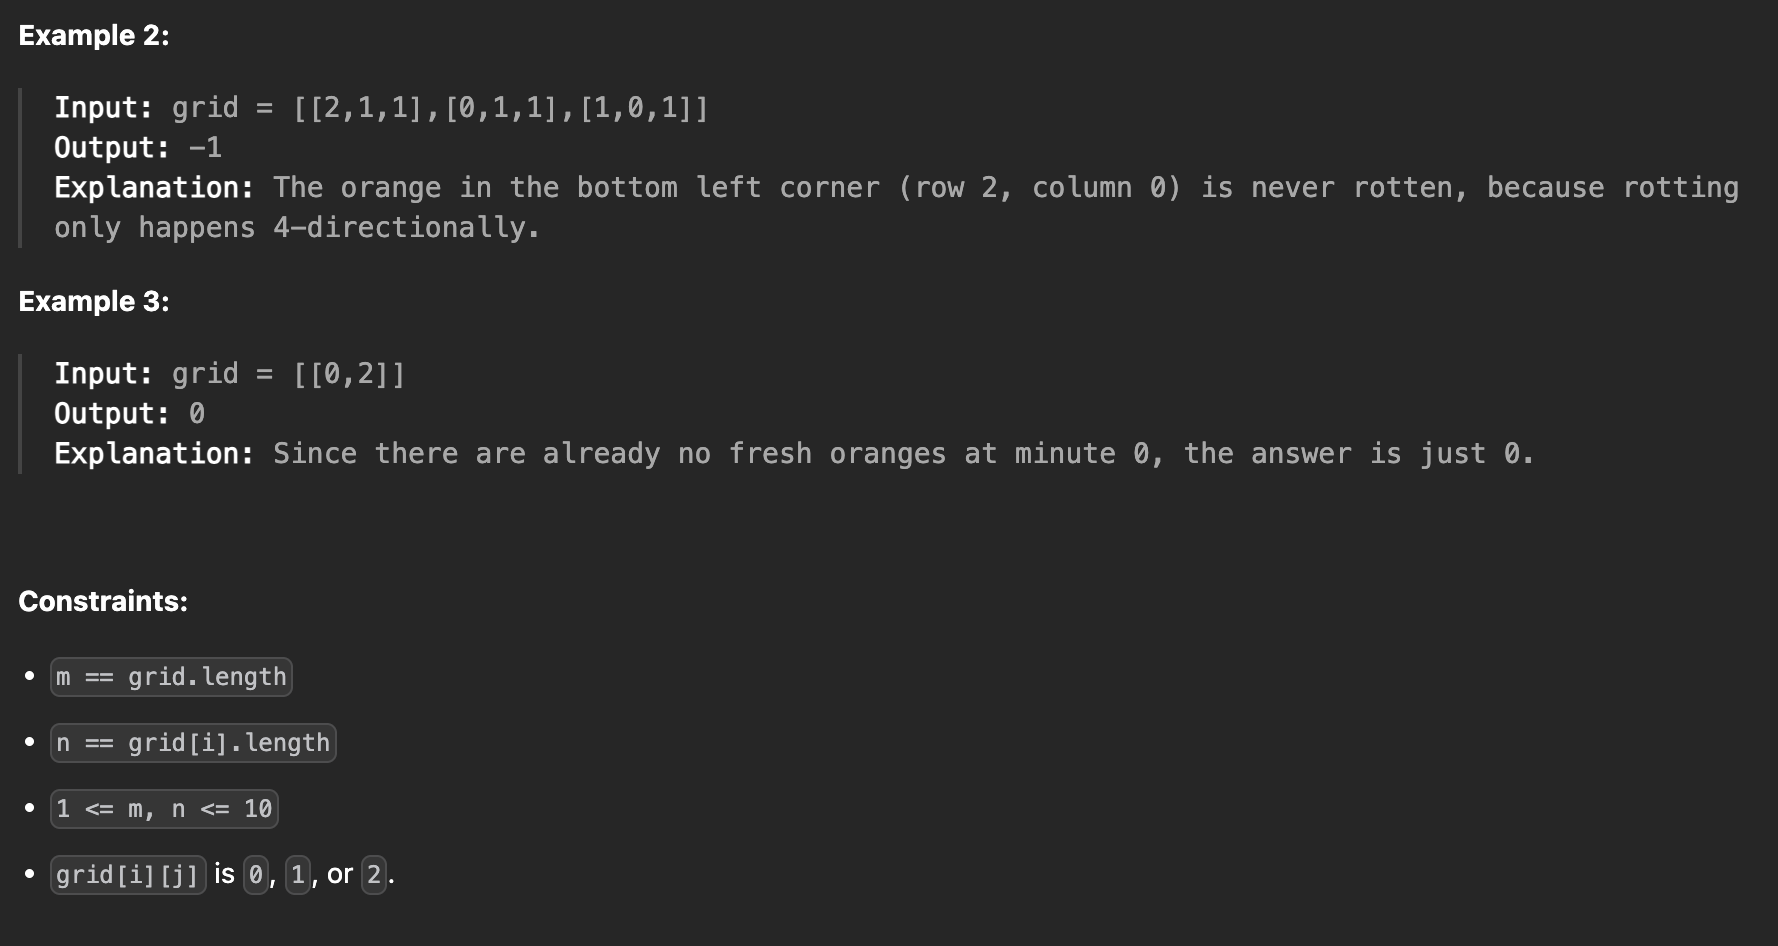 Example 2:
Input: grid = [[2,1,1],[0,1,1],[1,0,1]]
Output: -1
Explanation: The orange in the bottom left corner (row 2, column 0) is never rotten, because rotting
only happens 4-directionally.
Example 3:
Input: grid = [[0,2]]
Output: 0
Explanation: Since there are already no fresh oranges at minute 0, the answer is just 0.
Constraints:
• m == grid.length
• n == grid[i].length
• 1 <= m, n <= 10
• grid[i][j] is 0, 1, or 2.